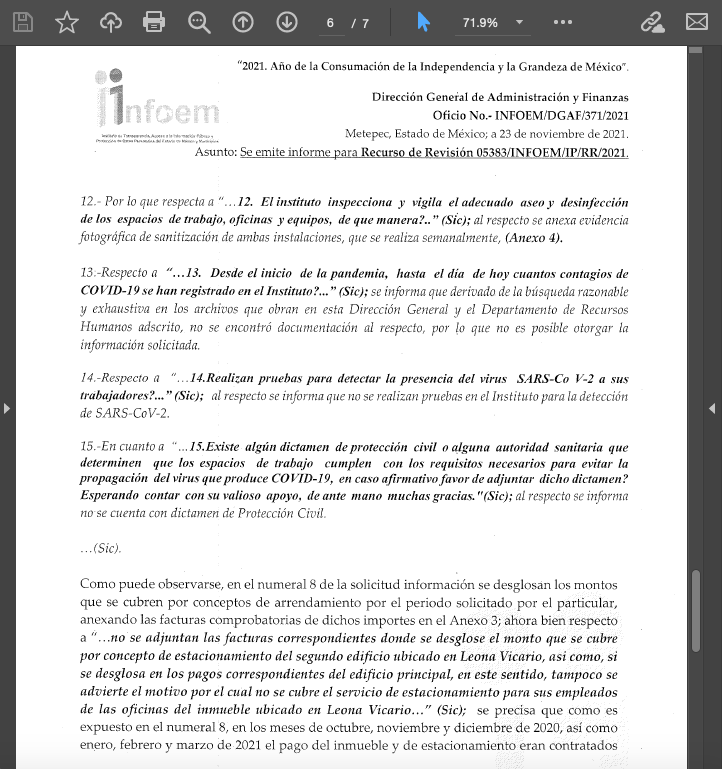 6 / 7
71.9%
"2021. Año de la Consumación de la Independencia y la Grandeza de México".
infoem
Instituto de Transparencia, Acceso a la Información Pública y
Protección de Datos Personales del Estado de México y Municipios
Dirección General de Administración y Finanzas
Oficio No.- INFOEM/DGAF/371/2021
Metepec, Estado de México; a 23 de noviembre de 2021.
Asunto: Se emite informe para Recurso de Revisión 05383/INFOEM/IP/RR/2021.
12.- Por lo que respecta a "…12. El instituto inspecciona y vigila el adecuado aseo y desinfección
de los espacios de trabajo, oficinas y equipos, de que manera?.." (Sic); al respecto se anexa evidencia
fotográfica de sanitización de ambas instalaciones, que se realiza semanalmente, (Anexo 4).
13.-Respecto a "…13. Desde el inicio de la pandemia, hasta el día de hoy cuantos contagios de
COVID-19 se han registrado en el Instituto?..." (Sic); se informa que derivado de la búsqueda razonable
y exhaustiva en los archivos que obran en esta Dirección General y el Departamento de Recursos
Humanos adscrito, no se encontró documentación al respecto, por lo que no es posible otorgar la
información solicitada.
14.-Respecto a "…14.Realizan pruebas para detectar la presencia del virus SARS-Co V-2 a sus
trabajadores?..." (Sic); al respecto se informa que no se realizan pruebas en el Instituto para la detección
de SARS-CoV-2.
15.-En cuanto a "...15.Existe algún dictamen de protección civil o alguna autoridad sanitaria que
determinen que los espacios de trabajo cumplen con los requisitos necesarios para evitar la
propagación del virus que produce COVID-19, en caso afirmativo favor de adjuntar dicho dictamen?
Esperando contar con su valioso apoyo, de ante mano muchas gracias."(Sic); al respecto se informa
no se cuenta con dictamen de Protección Civil.
…(Sic).
Como puede observarse, en el numeral 8 de la solicitud información se desglosan los montos
que se cubren por conceptos de arrendamiento por el periodo solicitado por el particular,
anexando las facturas comprobatorias de dichos importes en el Anexo 3; ahora bien respecto
a "…no se adjuntan las facturas correspondientes donde se desglose el monto que se cubre
por concepto de estacionamiento del segundo edificio ubicado en Leona Vicario, asi como, si
se desglosa en los pagos correspondientes del edificio principal, en este sentido, tampoco se
advierte el motivo por el cual no se cubre el servicio de estacionamiento para sus empleados
de las oficinas del inmueble ubicado en Leona Vicario…" (Sic); se precisa que como es
expuesto en el numeral 8, en los meses de octubre, noviembre y diciembre de 2020, así como
enero, febrero y marzo de 2021 el pago del inmueble y de estacionamiento eran contratados